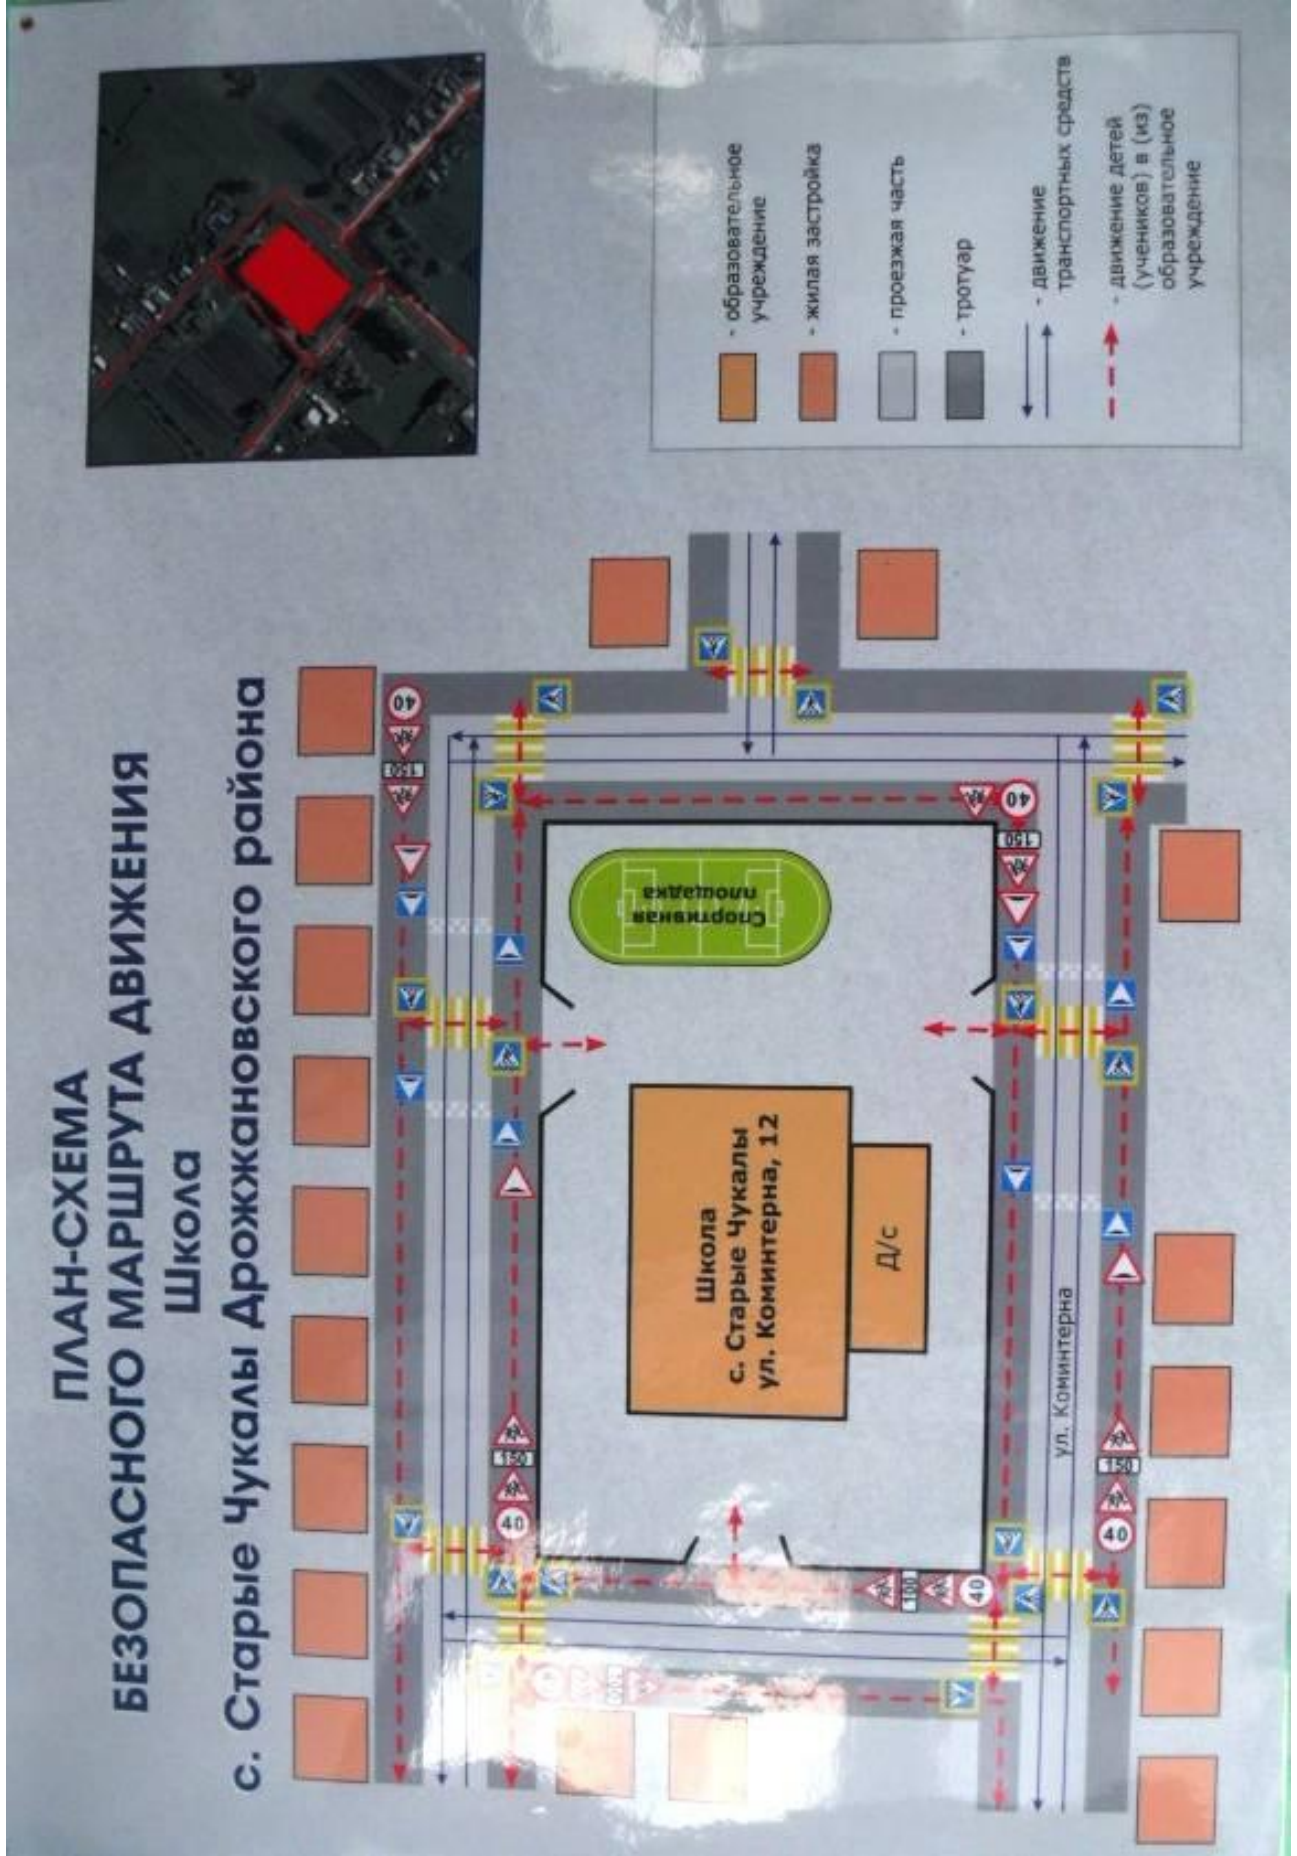 ПЛАН-СХЕМА
БЕЗОПАСНОГО МАРШРУТА ДВИЖЕНИЯ
Школа
с. Старые Чукалы Дрожжановского района
40
150
150
40
Спортивная
площадка
Школа
с. Старые Чукалы
ул. Коминтерна, 12
Д/с
150
40
100
40
ул. Коминтерна
150
40
- образовательное
учреждение
- жилая застройка
- проезжая часть
- тротуар
- движение
транспортных средств
- движение детей
(учеников) в (из)
образовательное
учреждение